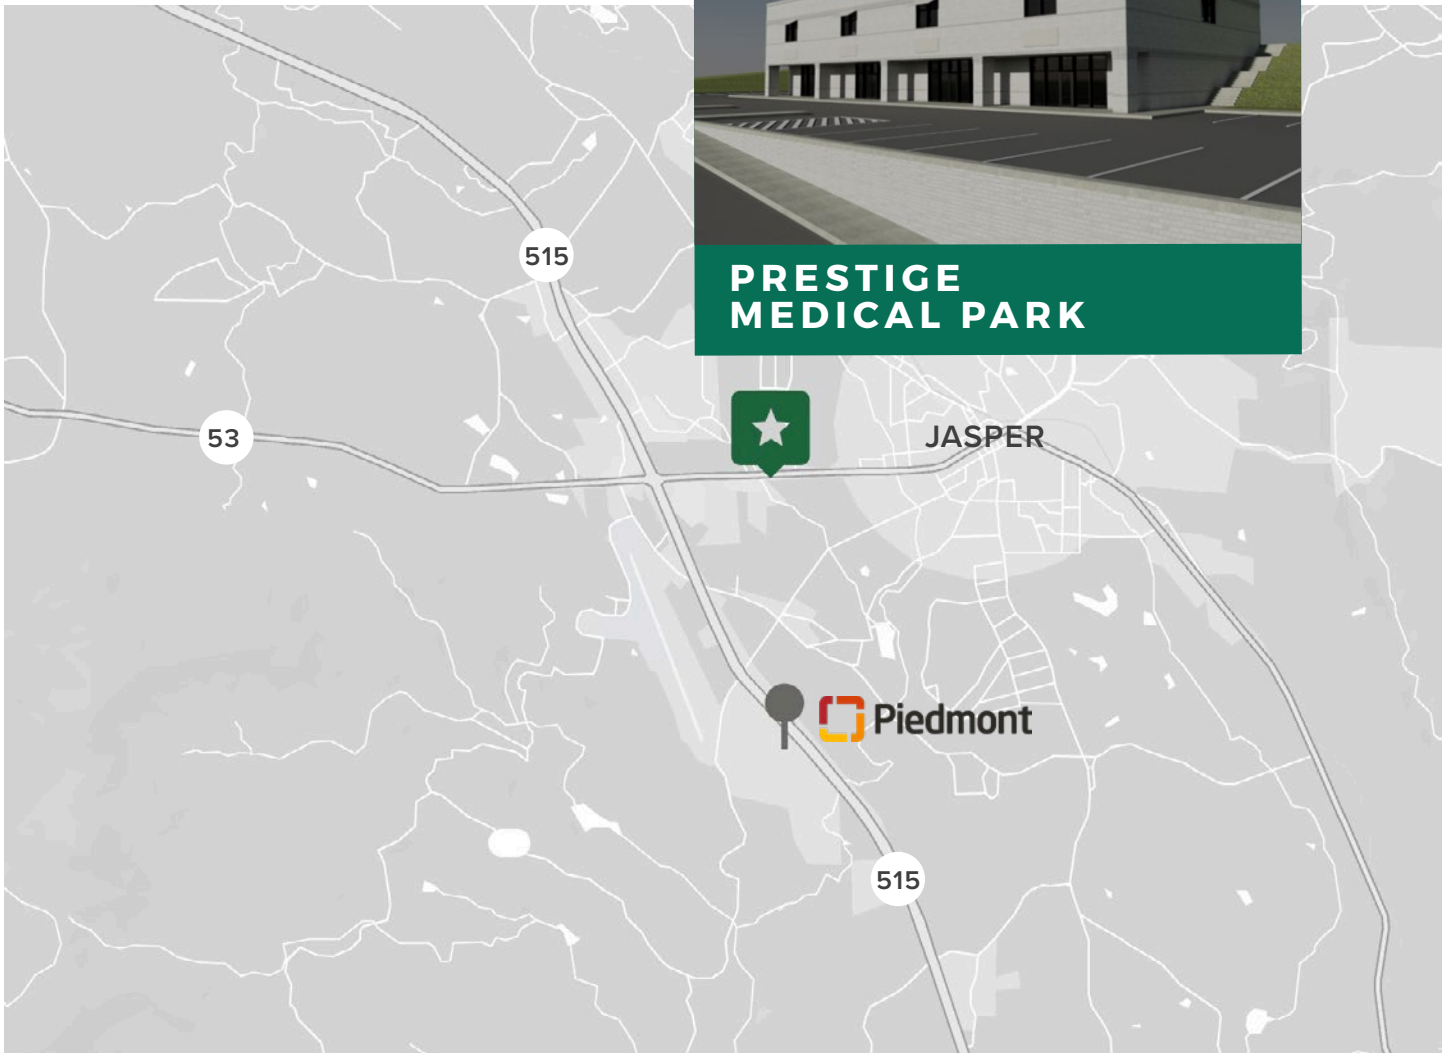 PRESTIGE
MEDICAL PARK
515
53
JASPER
Piedmont
515